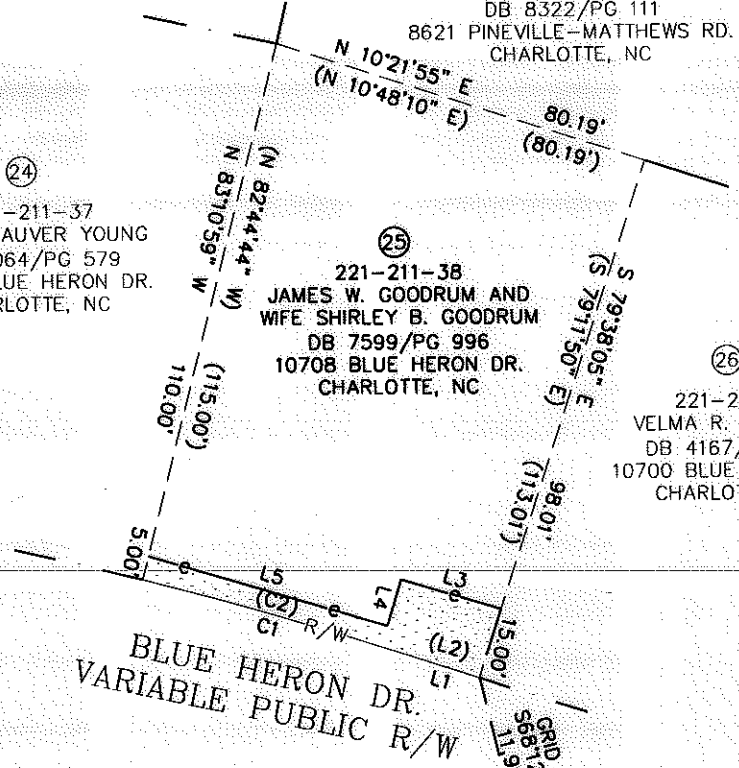 DB 8322/PG 111
8621 PINEVILLE-MATTHEWS RD.
CHARLOTTE, NC
N 10°21'55" E
(N 10°48'10" E)
80.19'
(80.19')
24
-211-37
AUVER YOUNG
064/PG 579
LUE HERON DR.
RLOTTE, NC
(N 82°44'44" W)
N 83°10'59" W
(115.00')
110.00'
25
221-211-38
JAMES W. GOODRUM AND
WIFE SHIRLEY B. GOODRUM
DB 7599/PG 996
10708 BLUE HERON DR.
CHARLOTTE, NC
S 79°38'05" E
(S 79°11'50" E)
98.01'
(113.01')
26
221-2
VELMA R.
DB 4167/
10700 BLUE
CHARLO
5.00'
L5
(C2)
C1
R/W
L4
L3
(L2)
L1
15.00'
BLUE HERON DR.
VARIABLE PUBLIC R/W
GRID
S68°12
11.9